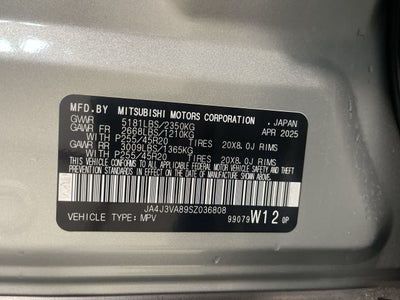 MFD.BY MITSUBISHI MOTORS CORPORATION ,JAPAN
GVWR 5181LBS/2350KG APR 2025
GAWR FR 2668LBS/1210KG
WITH P255/45R20 TIRES 20X8.0J RIMS
GAWR RR 3009LBS/1365KG
WITH P255/45R20 TIRES 20X8.0J RIMS
THIS VEHICLE CONFORMS TO ALL APPLICABLE FEDERAL MOTOR VEHICLE SAFETY AND THEFT
PREVENTION STANDARDS IN EFFECT ON THE DATE OF MANUFACTURE SHOWN ABOVE.
JA4J3VA89SZ036808
VEHICLE TYPE: MPV 99079 W12 0P